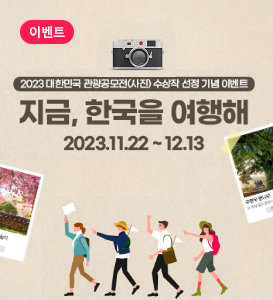 이벤트
2023 대한민국 관광공모전(사진) 수상작 선정 기념 이벤트
지금, 한국을 여행해
2023.11.22 ~ 12.13